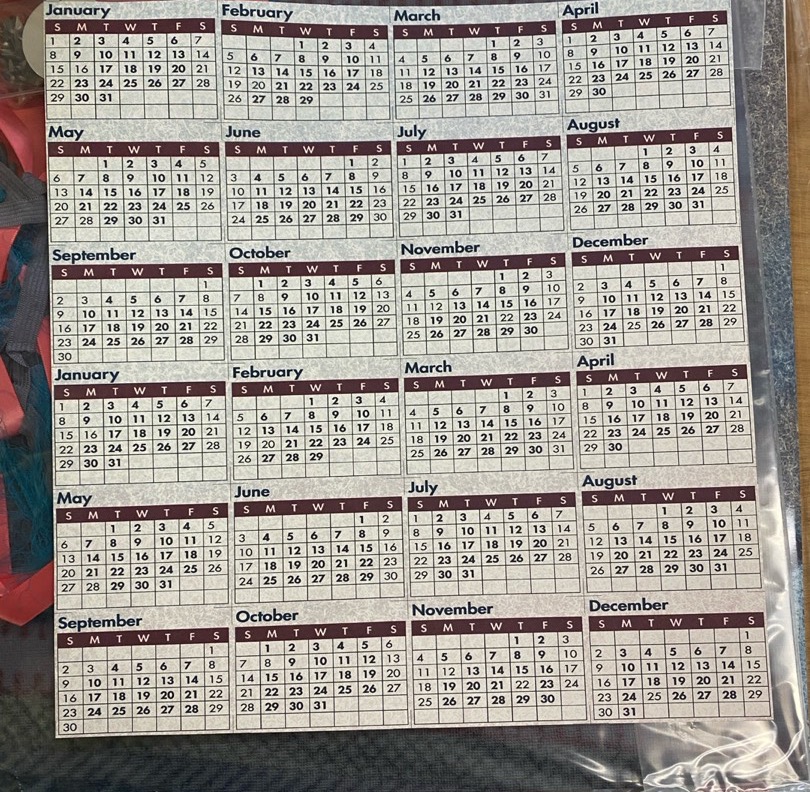 January
S M T W T F S
1 2 3 4 5 6 7
8 9 10 11 12 13 14
15 16 17 18 19 20 21
22 23 24 25 26 27 28
29 30 31
February
S M T W T F S
1 2 3 4
5 6 7 8 9 10 11
12 13 14 15 16 17 18
19 20 21 22 23 24 25
26 27 28 29
March
S M T W T F S
1 2 3
4 5 6 7 8 9 10
11 12 13 14 15 16 17
18 19 20 21 22 23 24
25 26 27 28 29 30 31
April
S M T W T F S
1 2 3 4 5 6 7
8 9 10 11 12 13 14
15 16 17 18 19 20 21
22 23 24 25 26 27 28
29 30
May
S M T W T F S
1 2 3 4 5
6 7 8 9 10 11 12
13 14 15 16 17 18 19
20 21 22 23 24 25 26
27 28 29 30 31
June
S M T W T F S
1 2
3 4 5 6 7 8 9
10 11 12 13 14 15 16
17 18 19 20 21 22 23
24 25 26 27 28 29 30
July
S M T W T F S
1 2 3 4 5 6 7
8 9 10 11 12 13 14
15 16 17 18 19 20 21
22 23 24 25 26 27 28
29 30 31
August
S M T W T F S
1 2 3 4
5 6 7 8 9 10 11
12 13 14 15 16 17 18
19 20 21 22 23 24 25
26 27 28 29 30 31
September
S M T W T F S
1
2 3 4 5 6 7 8
9 10 11 12 13 14 15
16 17 18 19 20 21 22
23 24 25 26 27 28 29
30
October
S M T W T F S
1 2 3 4 5 6
7 8 9 10 11 12 13
14 15 16 17 18 19 20
21 22 23 24 25 26 27
28 29 30 31
November
S M T W T F S
1 2 3
4 5 6 7 8 9 10
11 12 13 14 15 16 17
18 19 20 21 22 23 24
25 26 27 28 29 30
December
S M T W T F S
1
2 3 4 5 6 7 8
9 10 11 12 13 14 15
16 17 18 19 20 21 22
23 24 25 26 27 28 29
30 31
January
S M T W T F S
1 2 3 4 5 6 7
8 9 10 11 12 13 14
15 16 17 18 19 20 21
22 23 24 25 26 27 28
29 30 31
February
S M T W T F S
1 2 3 4
5 6 7 8 9 10 11
12 13 14 15 16 17 18
19 20 21 22 23 24 25
26 27 28 29
March
S M T W T F S
1 2 3
4 5 6 7 8 9 10
11 12 13 14 15 16 17
18 19 20 21 22 23 24
25 26 27 28 29 30 31
April
S M T W T F S
1 2 3 4 5 6 7
8 9 10 11 12 13 14
15 16 17 18 19 20 21
22 23 24 25 26 27 28
29 30
May
S M T W T F S
1 2 3 4 5
6 7 8 9 10 11 12
13 14 15 16 17 18 19
20 21 22 23 24 25 26
27 28 29 30 31
June
S M T W T F S
1 2
3 4 5 6 7 8 9
10 11 12 13 14 15 16
17 18 19 20 21 22 23
24 25 26 27 28 29 30
July
S M T W T F S
1 2 3 4 5 6 7
8 9 10 11 12 13 14
15 16 17 18 19 20 21
22 23 24 25 26 27 28
29 30 31
August
S M T W T F S
1 2 3 4
5 6 7 8 9 10 11
12 13 14 15 16 17 18
19 20 21 22 23 24 25
26 27 28 29 30 31
September
S M T W T F S
1
2 3 4 5 6 7 8
9 10 11 12 13 14 15
16 17 18 19 20 21 22
23 24 25 26 27 28 29
30
October
S M T W T F S
1 2 3 4 5 6
7 8 9 10 11 12 13
14 15 16 17 18 19 20
21 22 23 24 25 26 27
28 29 30 31
November
S M T W T F S
1 2 3
4 5 6 7 8 9 10
11 12 13 14 15 16 17
18 19 20 21 22 23 24
25 26 27 28 29 30
December
S M T W T F S
1
2 3 4 5 6 7 8
9 10 11 12 13 14 15
16 17 18 19 20 21 22
23 24 25 26 27 28 29
30 31